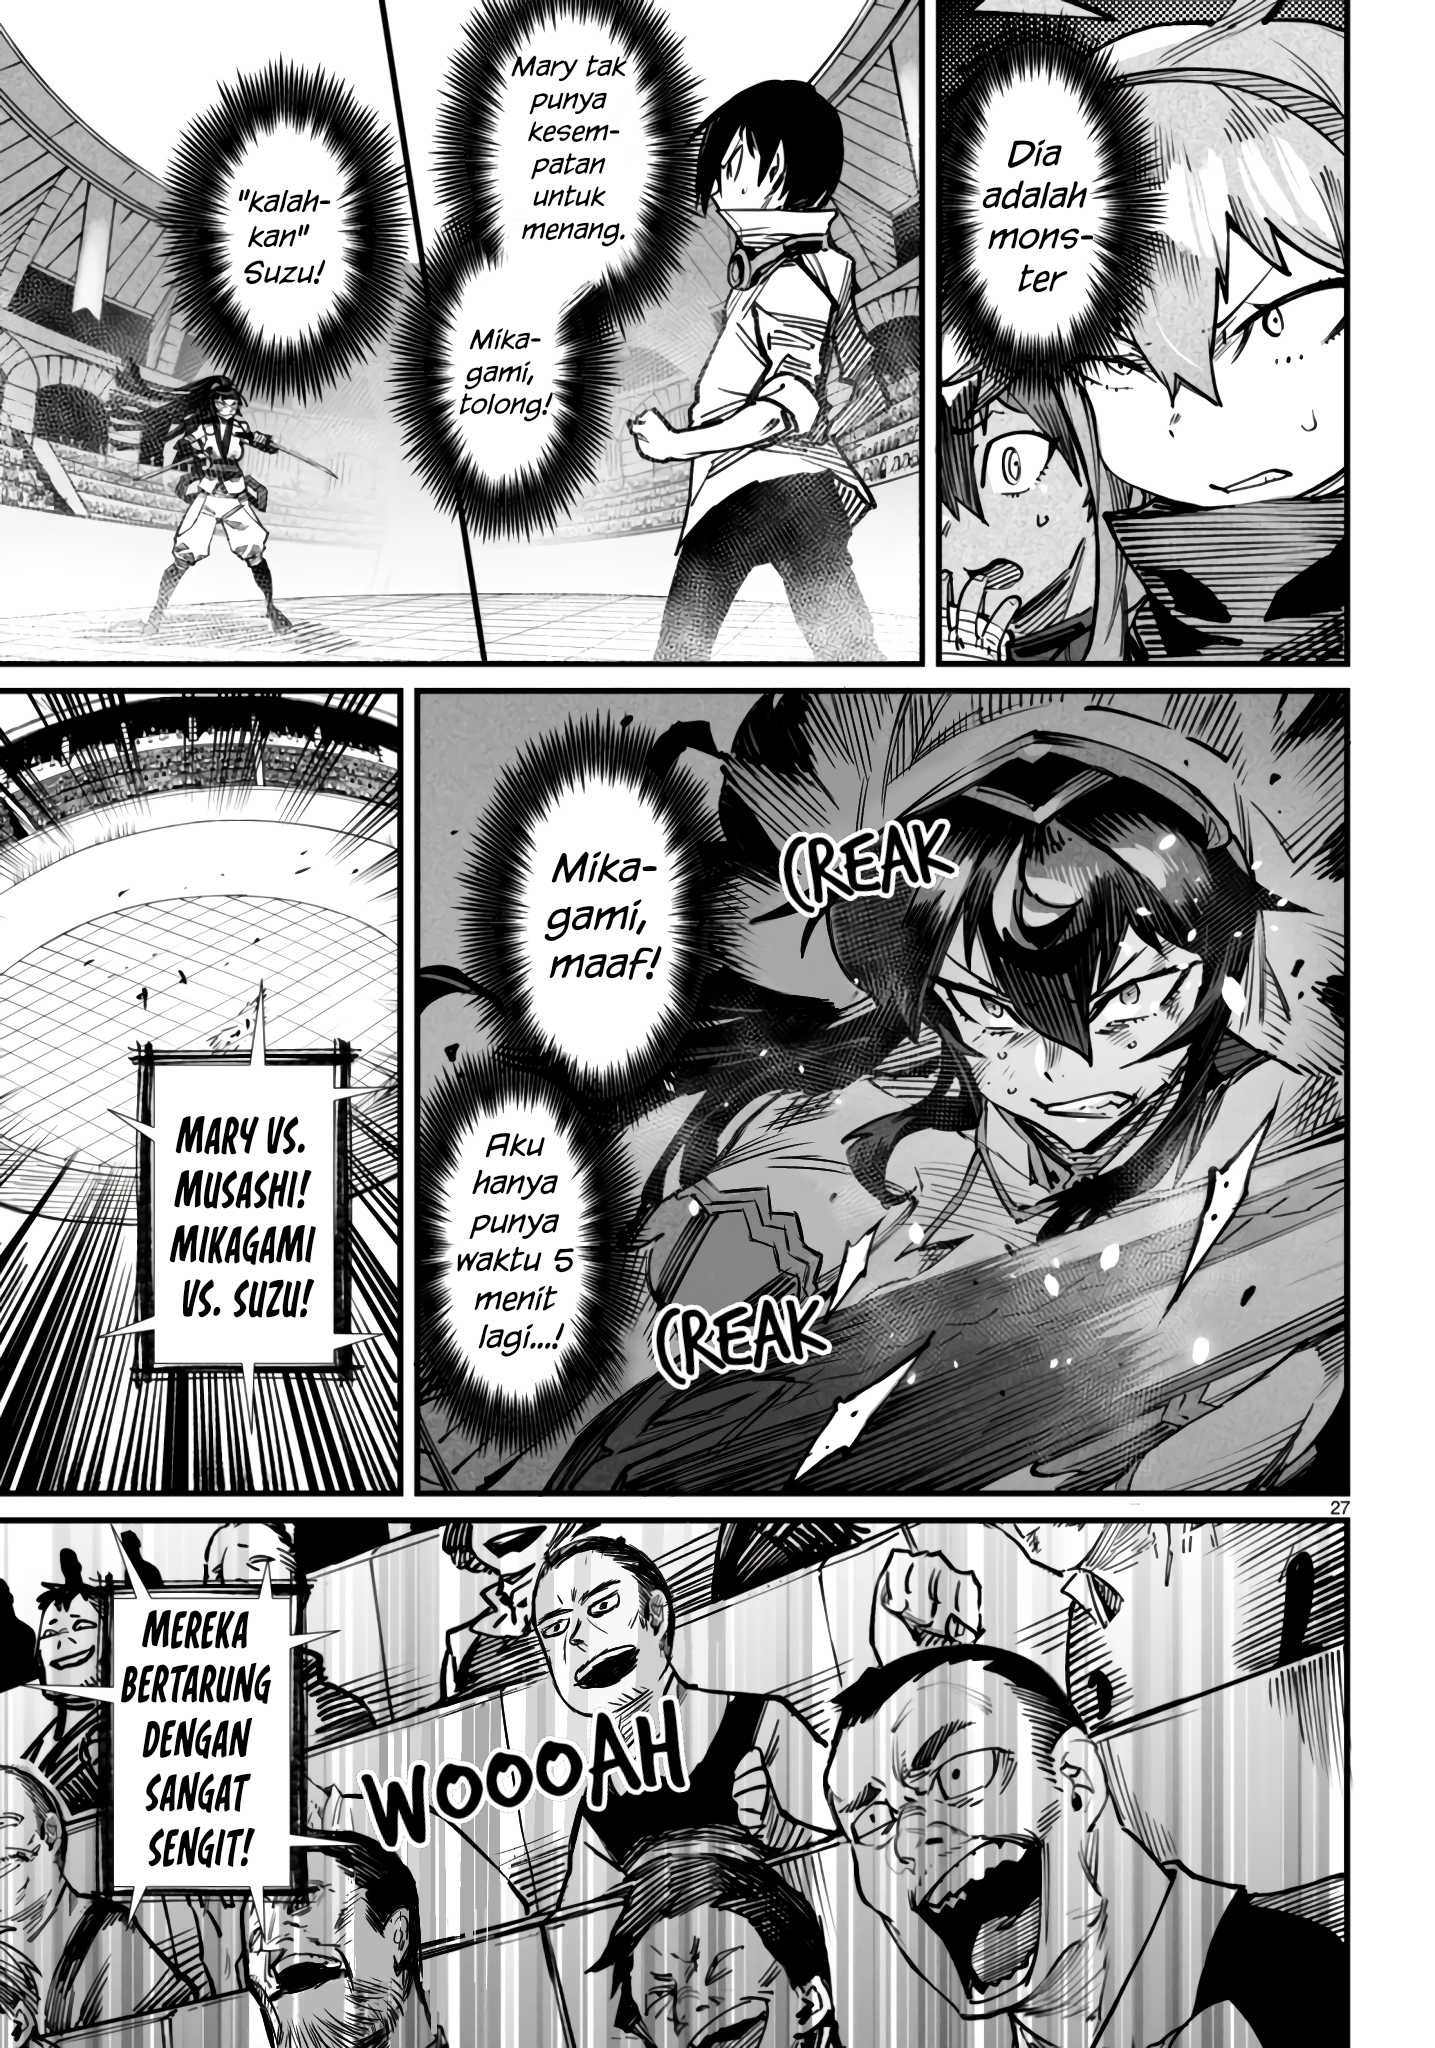 Dia
adalah
mons-
ter
Mary tak
punya
kesem-
patan
untuk
menang.
Mika-
gami,
tolong!
"kalah-
kan"
Suzu!
CREAK
Mika-
gami,
maaf!
Aku
hanya
punya
waktu 5
menit
lagi...!
CREAK
MARY VS.
MUSASHI!
MIKAGAMI
VS. SUZU!
27
MEREKA
BERTARUNG
DENGAN
SANGAT
SENGIT!
WOOOAH